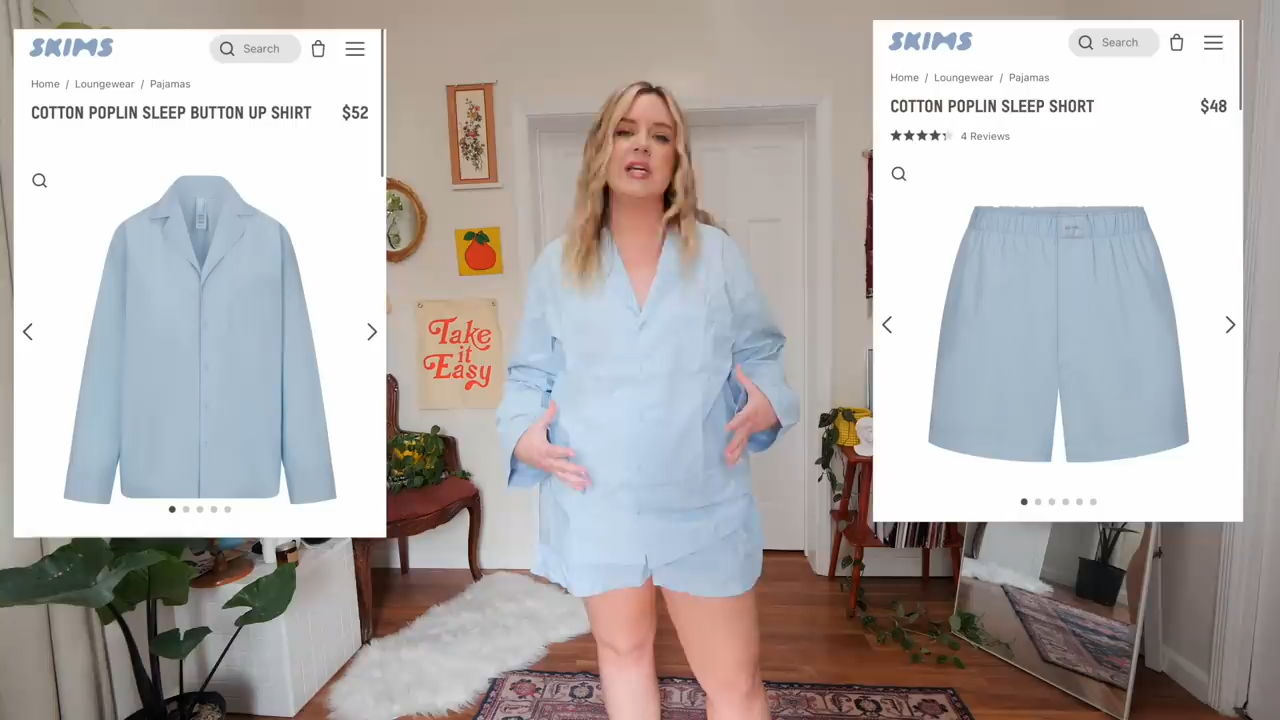 SKIMS
Search
Home / Loungewear / Pajamas
COTTON POPLIN SLEEP BUTTON UP SHIRT $52
Take
it
Easy
SKIMS
Search
Home / Loungewear / Pajamas
COTTON POPLIN SLEEP SHORT $48
4 Reviews